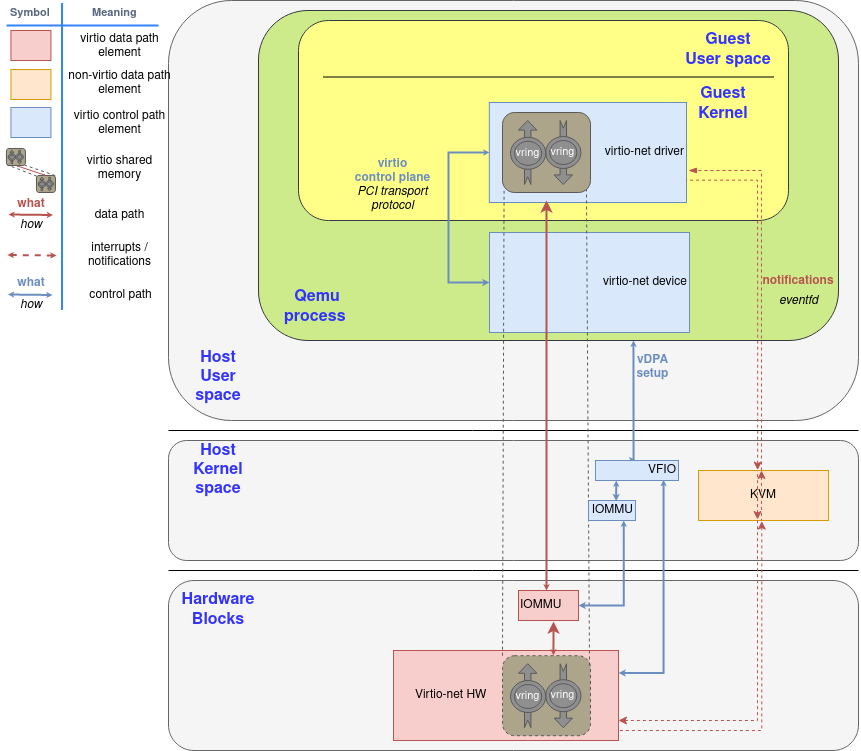 Symbol
Meaning
virtio data path
element
non-virtio data path
element
virtio control path
element
virtio shared
memory
what
how
data path
interrupts /
notifications
what
how
control path
Guest
User space
Guest
Kernel
vring
vring
virtio-net driver
virtio
control plane
PCI transport
protocol
virtio-net device
Qemu
process
notifications
eventfd
Host
User
space
vDPA
setup
Host
Kernel
space
VFIO
IOMMU
KVM
Hardware
Blocks
IOMMU
Virtio-net HW
vring
vring